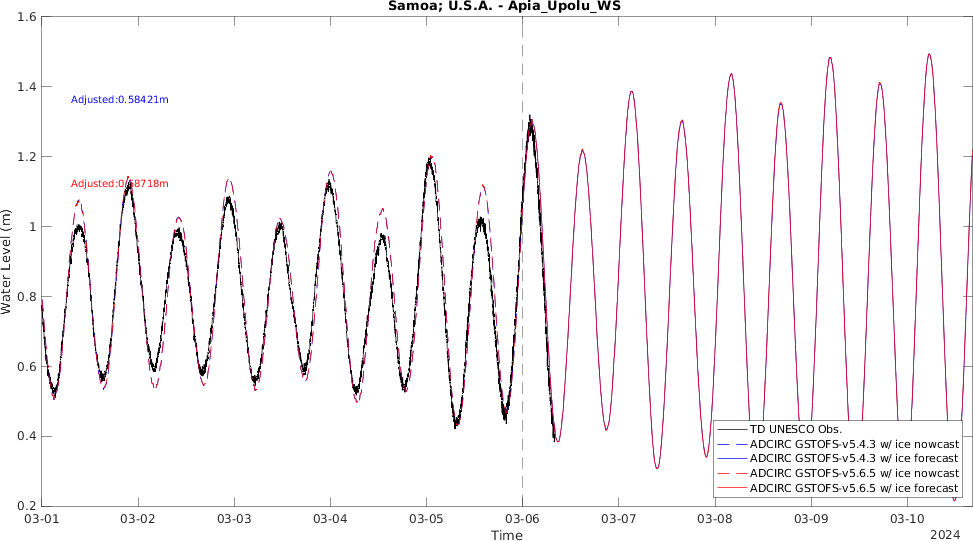 Samoa; U.S.A. - Apia_Upolu_WS
1.6
1.4
1.2
1
0.8
0.6
0.4
0.2
Water Level (m)
Adjusted:0.58421m
Adjusted:0.58718m
TD UNESCO Obs.
ADCIRC GSTOFS-v5.4.3 w/ ice nowcast
ADCIRC GSTOFS-v5.4.3 w/ ice forecast
ADCIRC GSTOFS-v5.6.5 w/ ice nowcast
ADCIRC GSTOFS-v5.6.5 w/ ice forecast
03-01 03-02 03-03 03-04 03-05 03-06 03-07 03-08 03-09 03-10
Time
2024